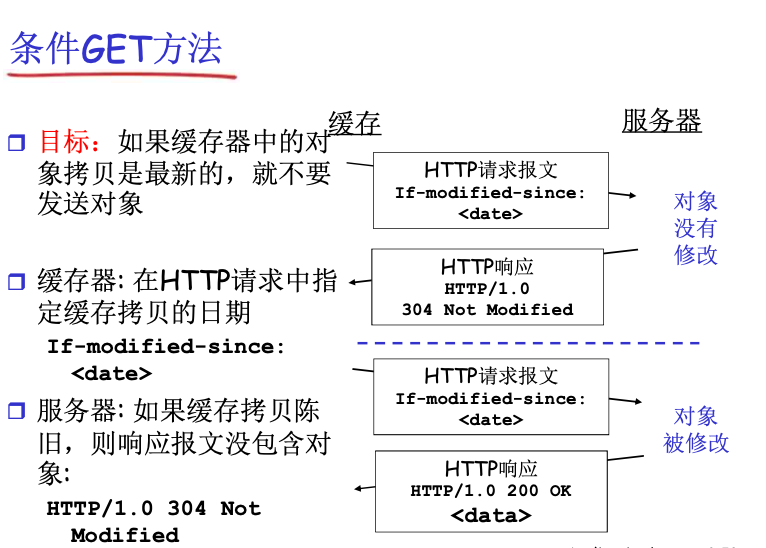 条件GET方法
目标：如果缓存器中的对
象拷贝是最新的，就不要
发送对象
缓存器: 在HTTP请求中指
定缓存拷贝的日期
If-modified-since:
<date>
服务器: 如果缓存拷贝陈
旧，则响应报文没包含对
象:
HTTP/1.0 304 Not
Modified
缓存
服务器
HTTP请求报文
If-modified-since:
<date>
对象
没有
修改
HTTP响应
HTTP/1.0
304 Not Modified
HTTP请求报文
If-modified-since:
<date>
对象
被修改
HTTP响应
HTTP/1.0 200 OK
<data>